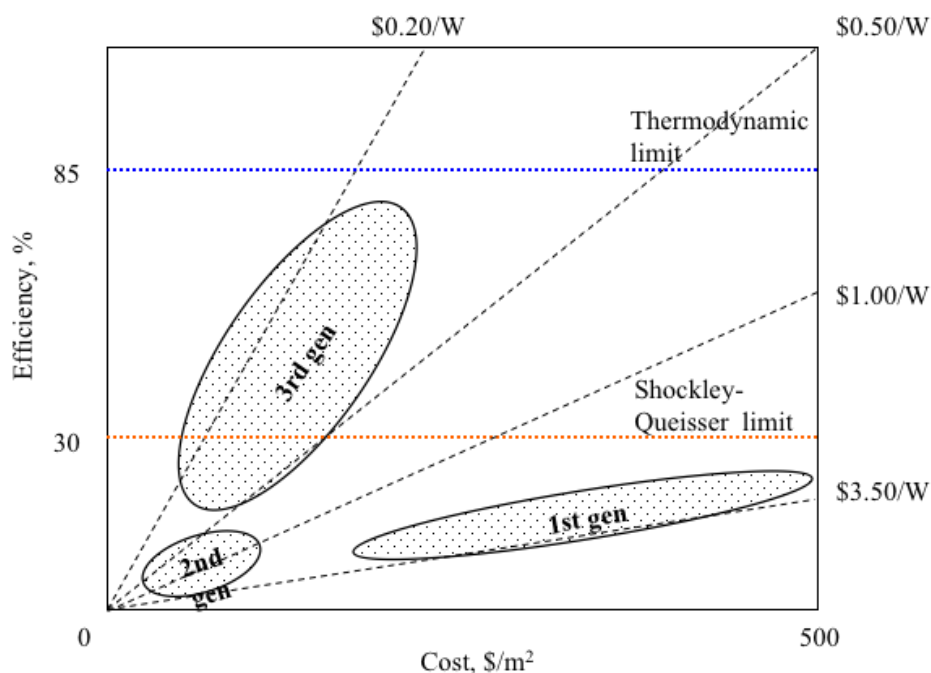 $0.20/W
$0.50/W
Thermodynamic
limit
85
Efficiency, %
3rd gen
$1.00/W
Shockley-
Queisser limit
30
$3.50/W
1st gen
2nd
gen
0
500
Cost, $/m²